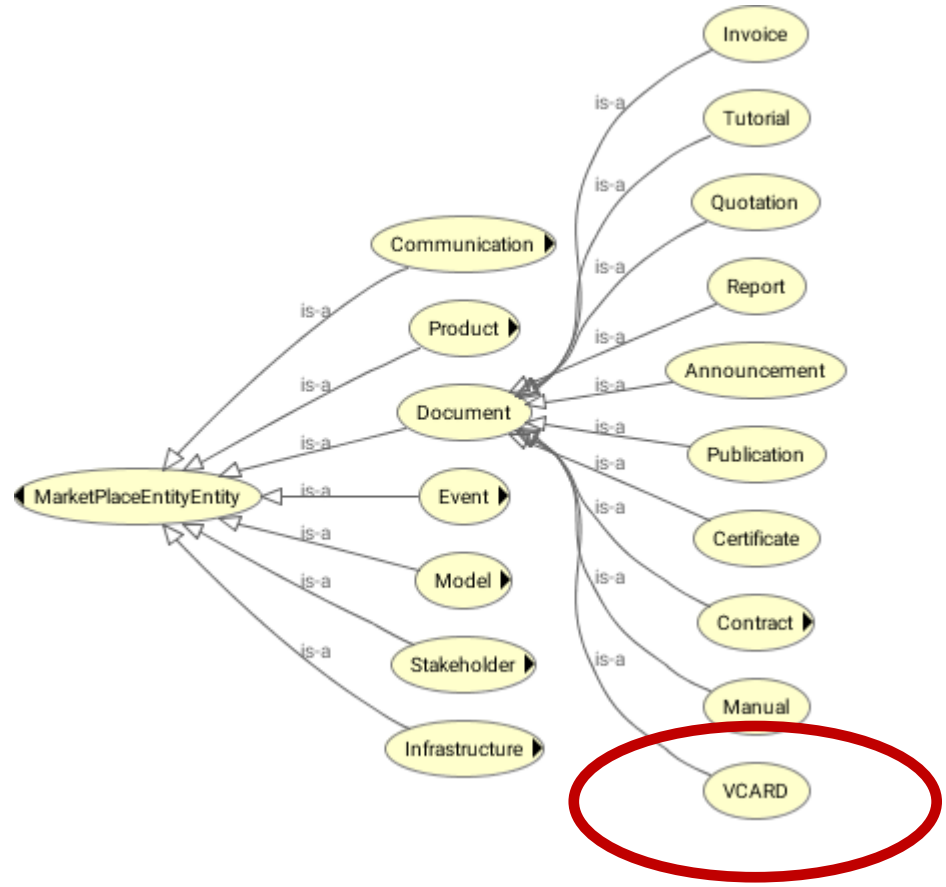 Invoice
is-a
Tutorial
is-a
Quotation
Communication
is-a
Report
is-a
is-a
Product
is-a
Announcement
is-a
Document
is-a
is-a
Publication
is-a
is-a
MarketPlaceEntityEntity
is-a
Event
is-a
Certificate
is-a
Model
is-a
is-a
Contract
Stakeholder
is-a
is-a
Manual
Infrastructure
VCARD